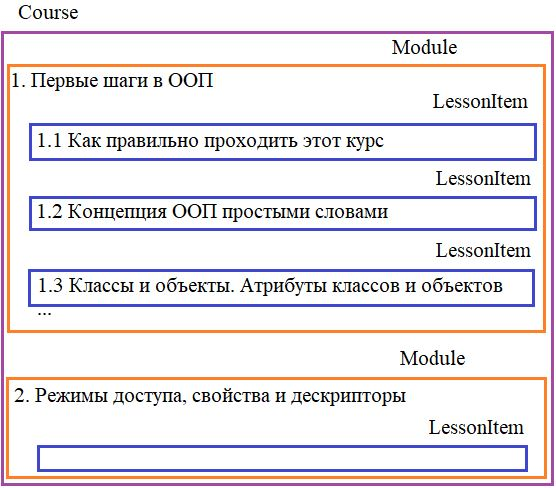 Course
Module
1. Первые шаги в ООП
LessonItem
1.1 Как правильно проходить этот курс
LessonItem
1.2 Концепция ООП простыми словами
LessonItem
1.3 Классы и объекты. Атрибуты классов и объектов
...
Module
2. Режимы доступа, свойства и дескрипторы
LessonItem